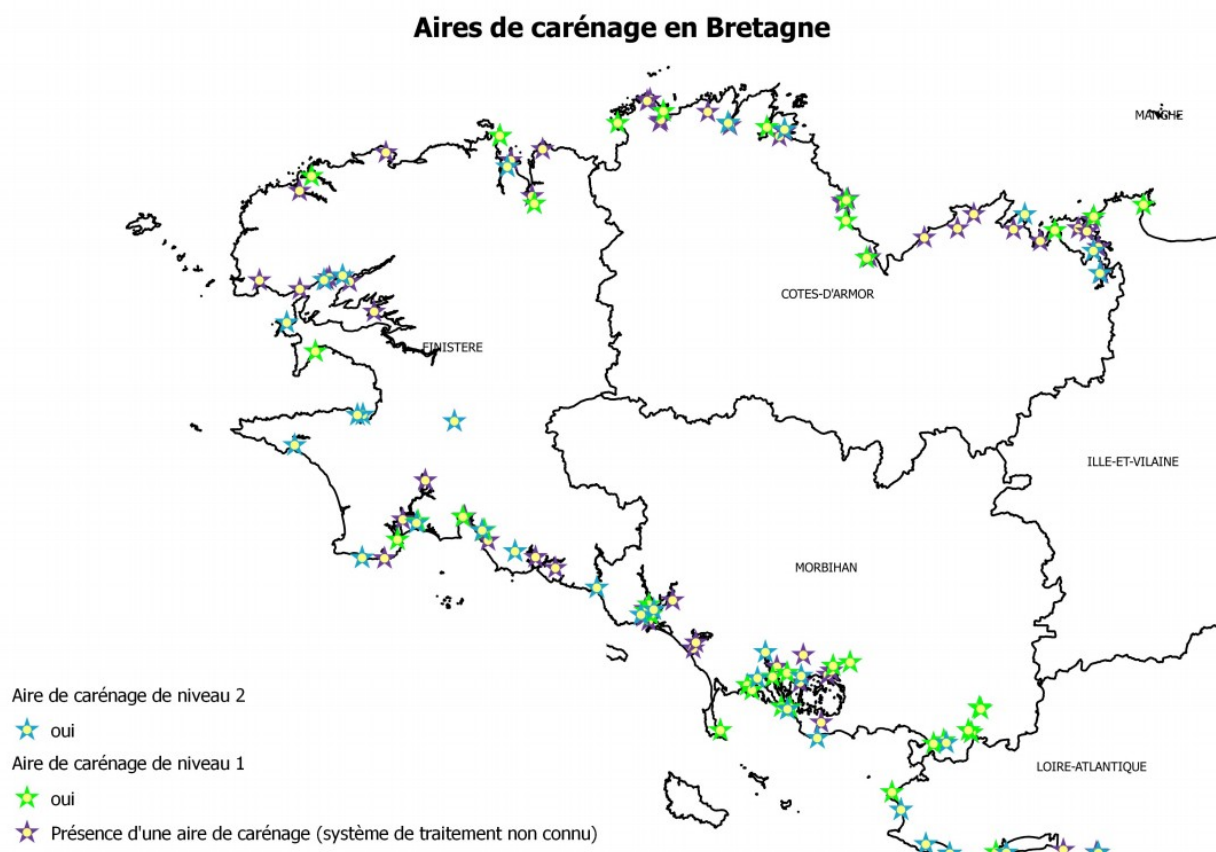 Aires de carénage en Bretagne
MANCHE
COTES-D'ARMOR
FINISTERE
ILLE-ET-VILAINE
MORBIHAN
LOIRE-ATLANTIQUE
Aire de carénage de niveau 2
oui
Aire de carénage de niveau 1
oui
Présence d'une aire de carénage (système de traitement non connu)